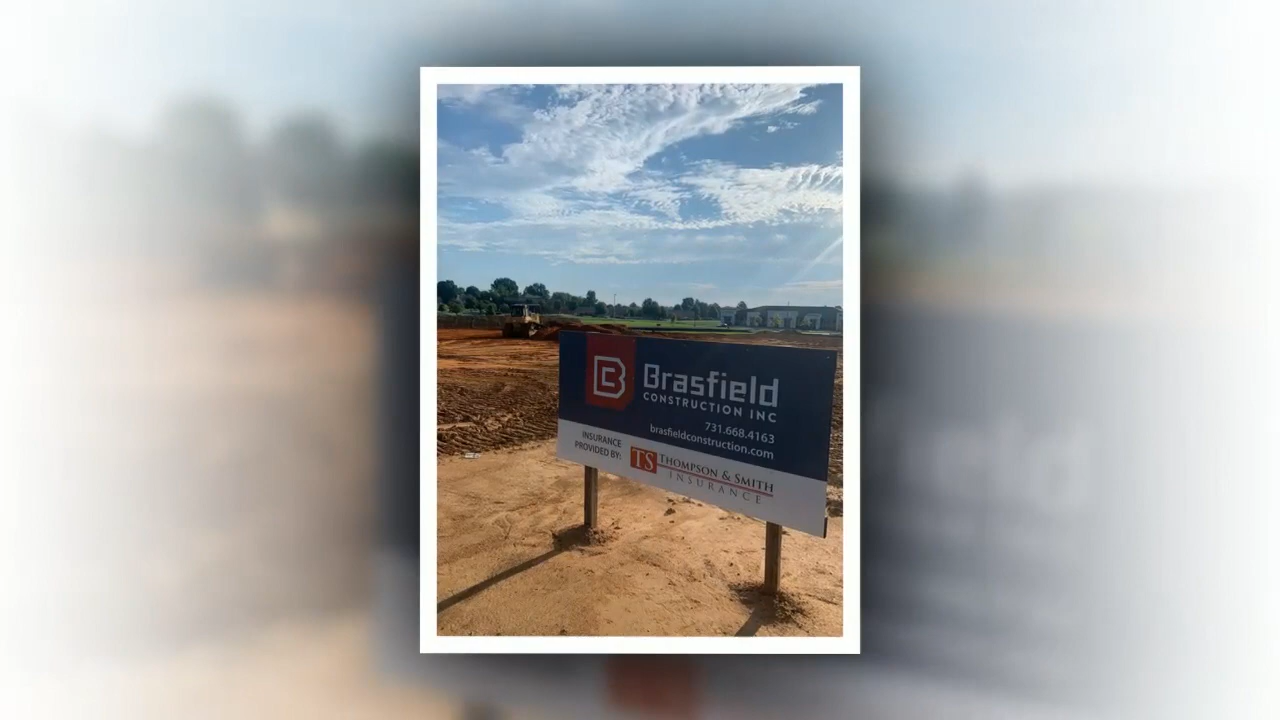 B
Brasfield
CONSTRUCTION INC
731.668.4163
brasfieldconstruction.com
INSURANCE
PROVIDED BY:
TS THOMPSON & SMITH
INSURANCE